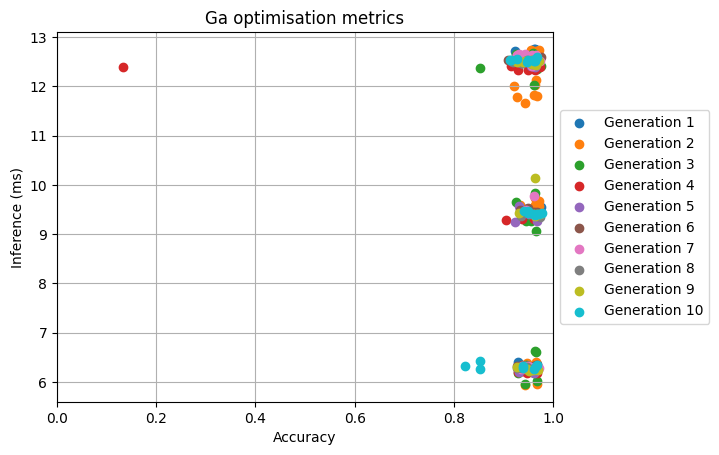 Ga optimisation metrics
13
12
11
10
9
8
7
6
Inference (ms)
0.0
0.2
0.4
0.6
0.8
1.0
Accuracy
Generation 1
Generation 2
Generation 3
Generation 4
Generation 5
Generation 6
Generation 7
Generation 8
Generation 9
Generation 10